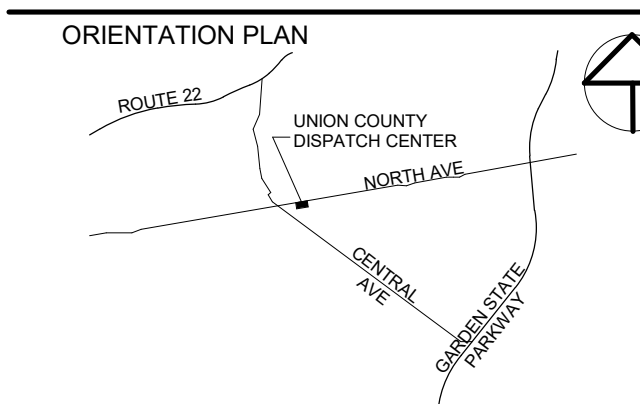 ORIENTATION PLAN
ROUTE 22
UNION COUNTY
DISPATCH CENTER
NORTH AVE
CENTRAL
AVE
GARDEN STATE
PARKWAY